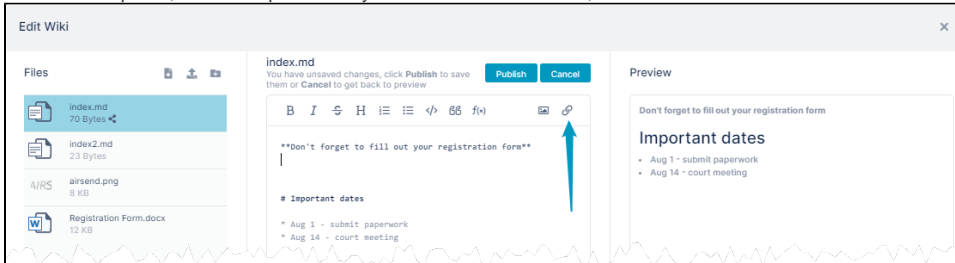 Edit Wiki
Files
index.md
70 Bytes
index2.md
23 Bytes
AIRS
airsend.png
8 KB
Registration Form.docx
12 KB
index.md
You have unsaved changes, click Publish to save
them or Cancel to get back to preview
Publish
Cancel
B I S H </> 66 f(x)
**Don't forget to fill out your registration form**
# Important dates
* Aug 1 - submit paperwork
* Aug 14 - court meeting
Preview
Don't forget to fill out your registration form
Important dates
• Aug 1 - submit paperwork
• Aug 14 - court meeting